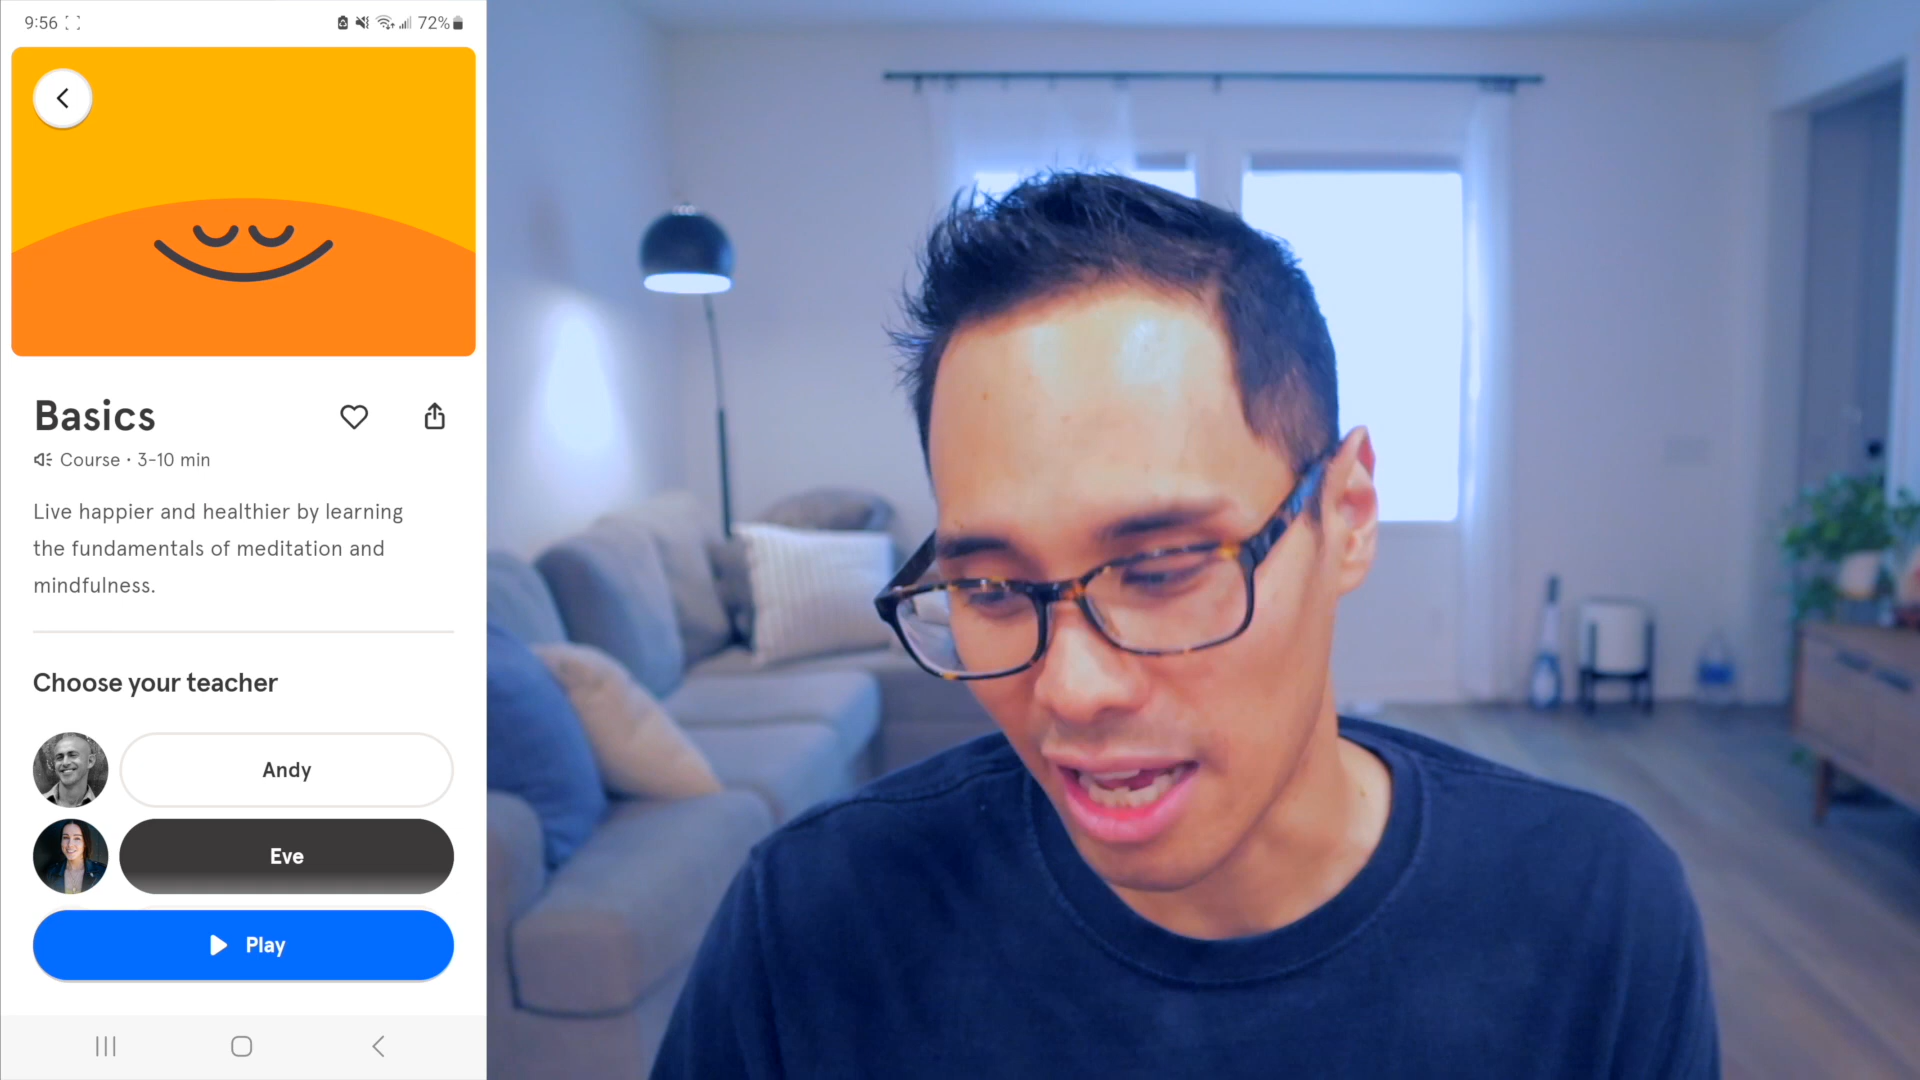 9:56
72%
Basics
Course • 3-10 min
Live happier and healthier by learning
the fundamentals of meditation and
mindfulness.
Choose your teacher
Andy
Eve
Play